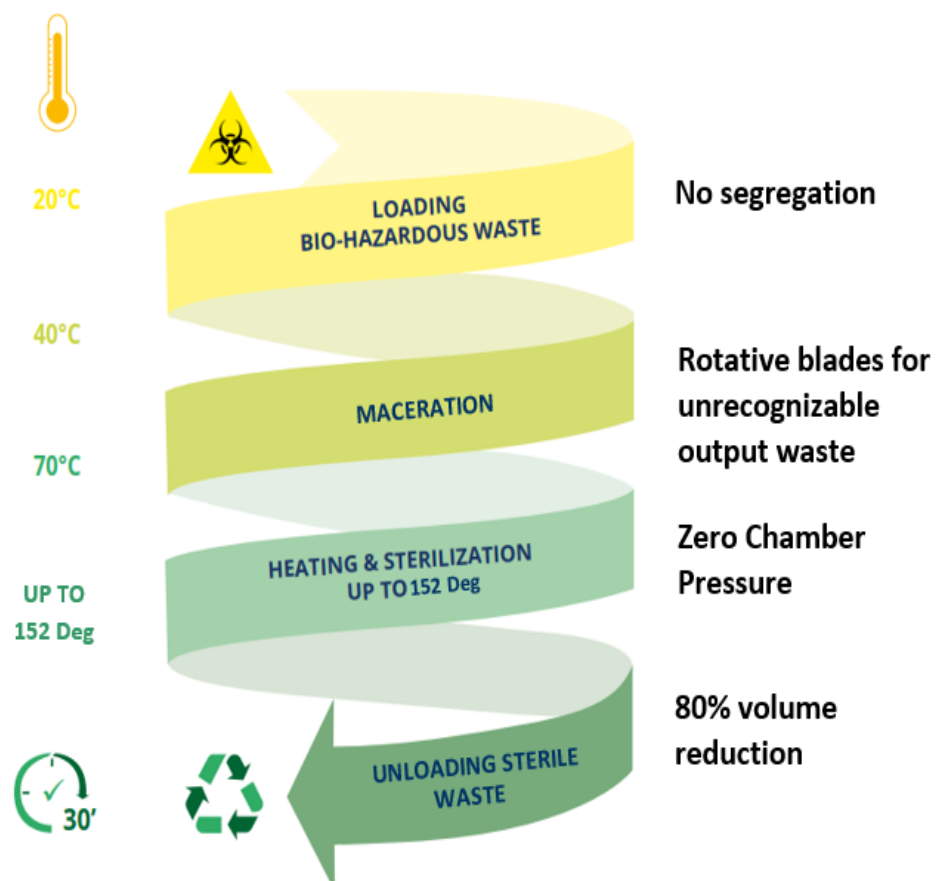 20°C
LOADING
BIO-HAZARDOUS WASTE
No segregation
40°C
MACERATION
Rotative blades for
unrecognizable
output waste
70°C
HEATING & STERILIZATION
UP TO 152 Deg
Zero Chamber
Pressure
UP TO
152 Deg
80% volume
reduction
UNLOADING STERILE
WASTE
30'